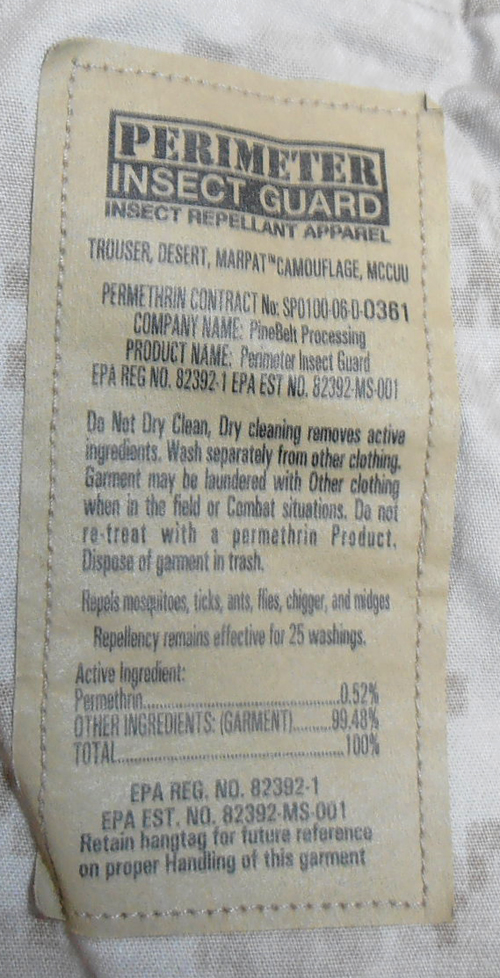 PERIMETER
INSECT GUARD
INSECT REPELLANT APPAREL
TROUSER, DESERT, MARPAT™CAMOUFLAGE, MCCUU
PERMETHRIN CONTRACT No: SP0100-06-D-0361
COMPANY NAME: PineBelt Processing
PRODUCT NAME: Perimeter Insect Guard
EPA REG NO. 82392-1 EPA EST NO. 82392-MS-001
Do Not Dry Clean, Dry cleaning removes active
ingredients. Wash separately from other clothing.
Garment may be laundered with Other clothing
when in the field or Combat situations. Do not
re-treat with a permethrin Product.
Dispose of garment in trash.
Repels mosquitoes, ticks, ants, flies, chigger, and midges
Repellency remains effective for 25 washings.
Active Ingredient:
Permethrin..............................0.52%
OTHER INGREDIENTS: (GARMENT).........99.48%
TOTAL...................................100%
EPA REG. NO. 82392-1
EPA EST. NO. 82392-MS-001
Retain hangtag for future reference
on proper Handling of this garment